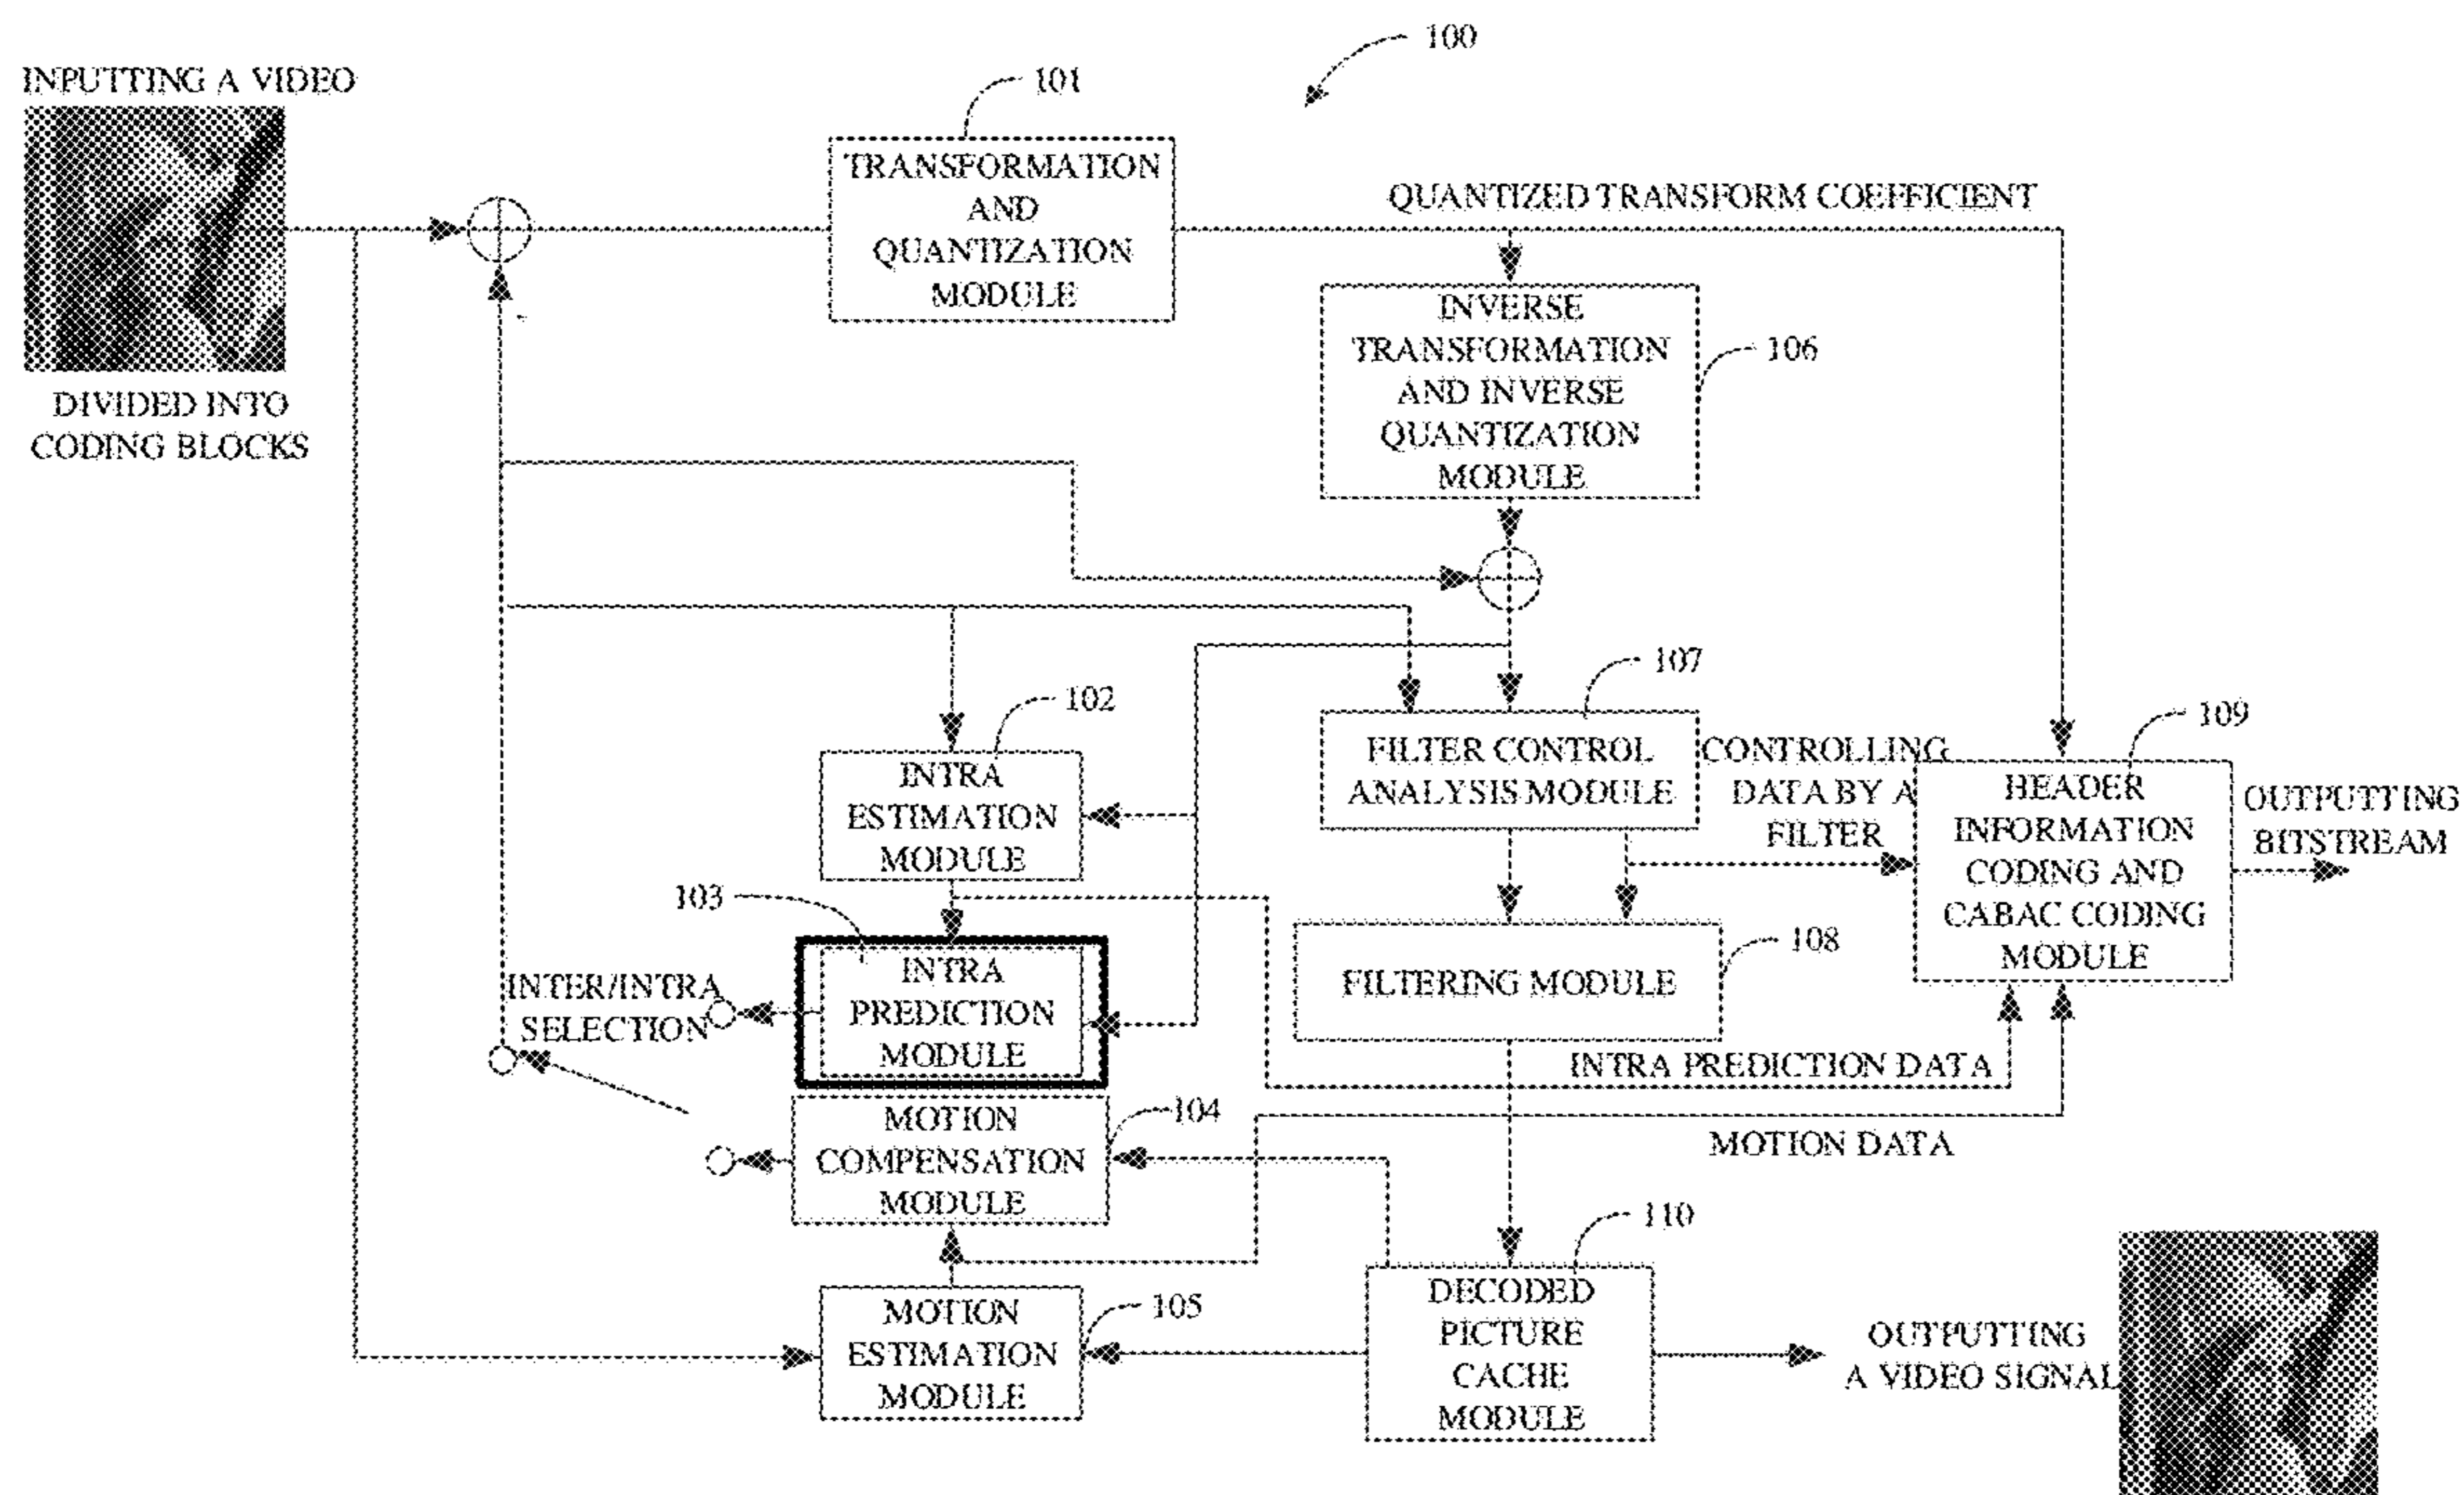 100
INPUTTING A VIDEO
101
TRANSFORMATION
AND
QUANTIZATION
MODULE
QUANTIZED TRANSFORM COEFFICIENT
INVERSE
TRANSFORMATION
AND INVERSE
QUANTIZATION
MODULE
106
DIVIDED INTO
CODING BLOCKS
-
107
102
109
INTRA
ESTIMATION
MODULE
FILTER CONTROL
ANALYSIS MODULE
CONTROLLING
DATA BY A
FILTER
HEADER
INFORMATION
CODING AND
CABAC CODING
MODULE
OUTPUTTING
BITSTREAM
103
INTER/INTRA
SELECTION
INTRA
PREDICTION
MODULE
FILTERING MODULE
108
INTRA PREDICTION DATA
MOTION
COMPENSATION
MODULE
104
MOTION DATA
110
MOTION
ESTIMATION
MODULE
105
DECODED
PICTURE
CACHE
MODULE
OUTPUTTING
A VIDEO SIGNAL